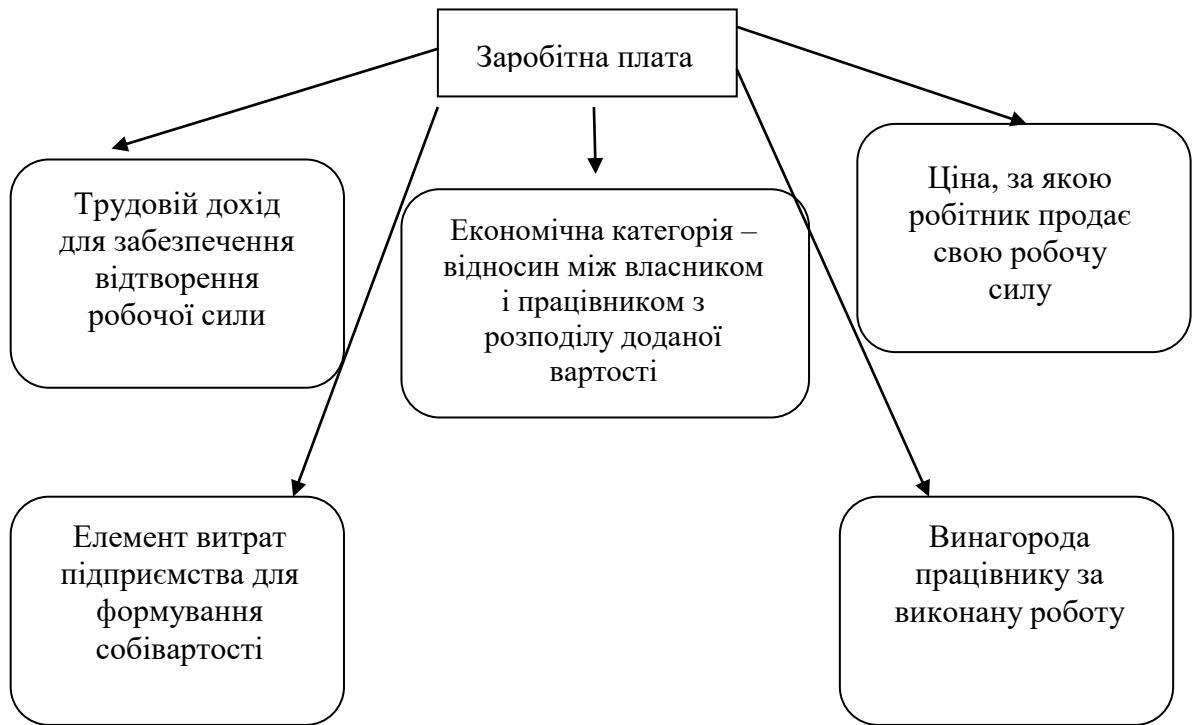 Заробітна плата
Трудовій дохід
для забезпечення
відтворення
робочої сили
Економічна категорія –
відносин між власником
і працівником з
розподілу доданої
вартості
Ціна, за якою
робітник продає
свою робочу
силу
Елемент витрат
підприємства для
формування
собівартості
Винагорода
працівнику за
виконану роботу